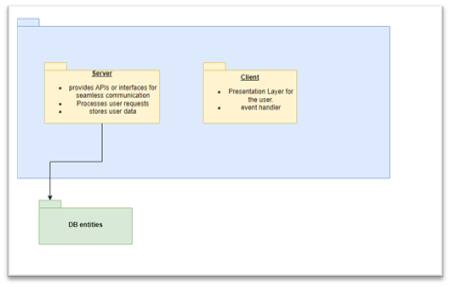 Server
• provides APIs or interfaces for
seamless communication
• Processes user requests
• stores user data
Client
• Presentation Layer for
the user.
• event handler
DB entities